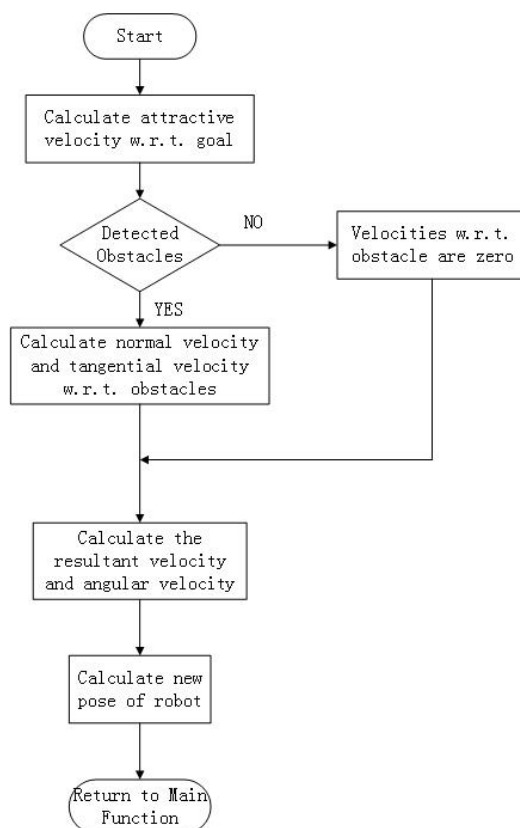 Start
Calculate attractive
velocity w.r.t. goal
Detected
Obstacles
NO
Velocities w.r.t.
obstacle are zero
YES
Calculate normal velocity
and tangential velocity
w.r.t. obstacles
Calculate the
resultant velocity
and angular velocity
Calculate new
pose of robot
Return to Main
Function